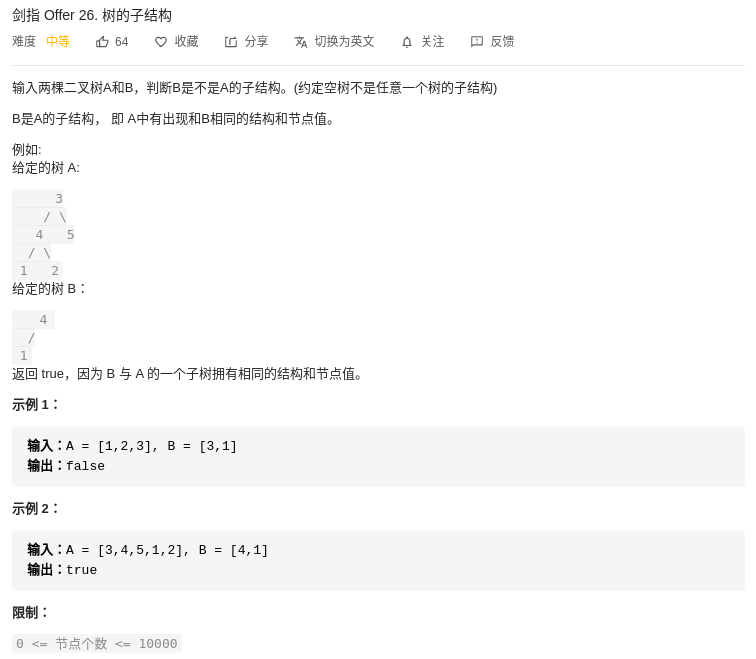 剑指 Offer 26. 树的子结构
难度 中等 64 收藏 分享 切换为英文 关注 反馈
输入两棵二叉树A和B，判断B是不是A的子结构。(约定空树不是任意一个树的子结构)
B是A的子结构， 即 A中有出现和B相同的结构和节点值。
例如:
给定的树 A:
3
/ \
4   5
/ \
1   2
给定的树 B：
4
/
1
返回 true，因为 B 与 A 的一个子树拥有相同的结构和节点值。
示例 1：
输入：A = [1,2,3], B = [3,1]
输出：false
示例 2：
输入：A = [3,4,5,1,2], B = [4,1]
输出：true
限制：
0 <= 节点个数 <= 10000